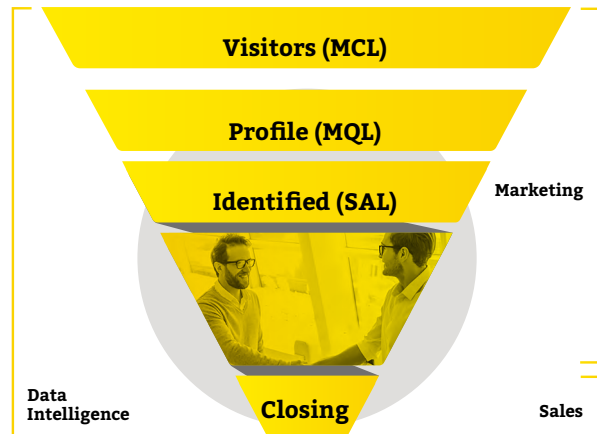 Visitors (MCL)
Profile (MQL)
Identified (SAL)
Marketing
Data
Intelligence
Closing
Sales